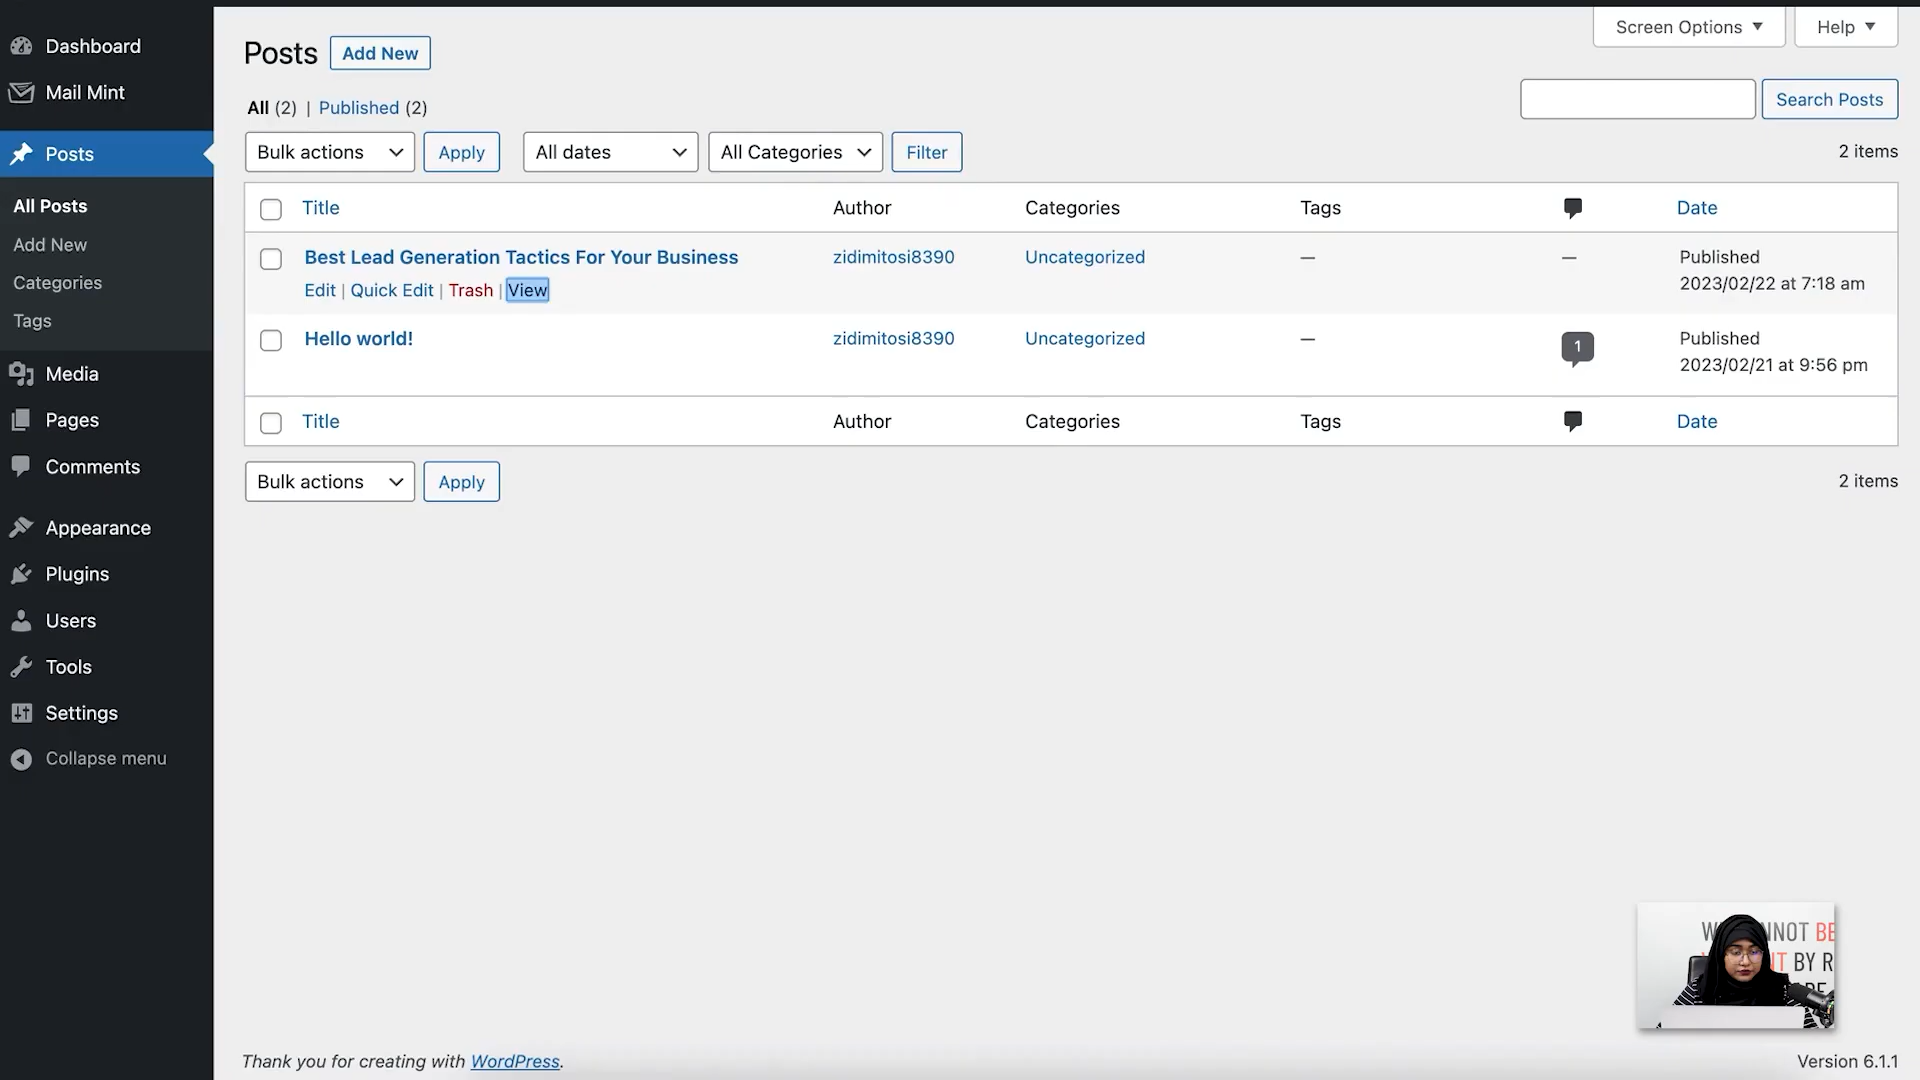 Dashboard
Mail Mint
Posts
All Posts
Add New
Categories
Tags
Media
Pages
Comments
Appearance
Plugins
Users
Tools
Settings
Collapse menu
Screen Options
Help
Posts
Add New
All (2) | Published (2)
Search Posts
Bulk actions
Apply
All dates
All Categories
Filter
2 items
Title Author Categories Tags Date
Best Lead Generation Tactics For Your Business zidimitosi8390 Uncategorized — — Published
Edit | Quick Edit | Trash | View 2023/02/22 at 7:18 am
Hello world! zidimitosi8390 Uncategorized — 1 Published
2023/02/21 at 9:56 pm
Title Author Categories Tags Date
Bulk actions
Apply
2 items
BE
BY R
Thank you for creating with WordPress.
Version 6.1.1